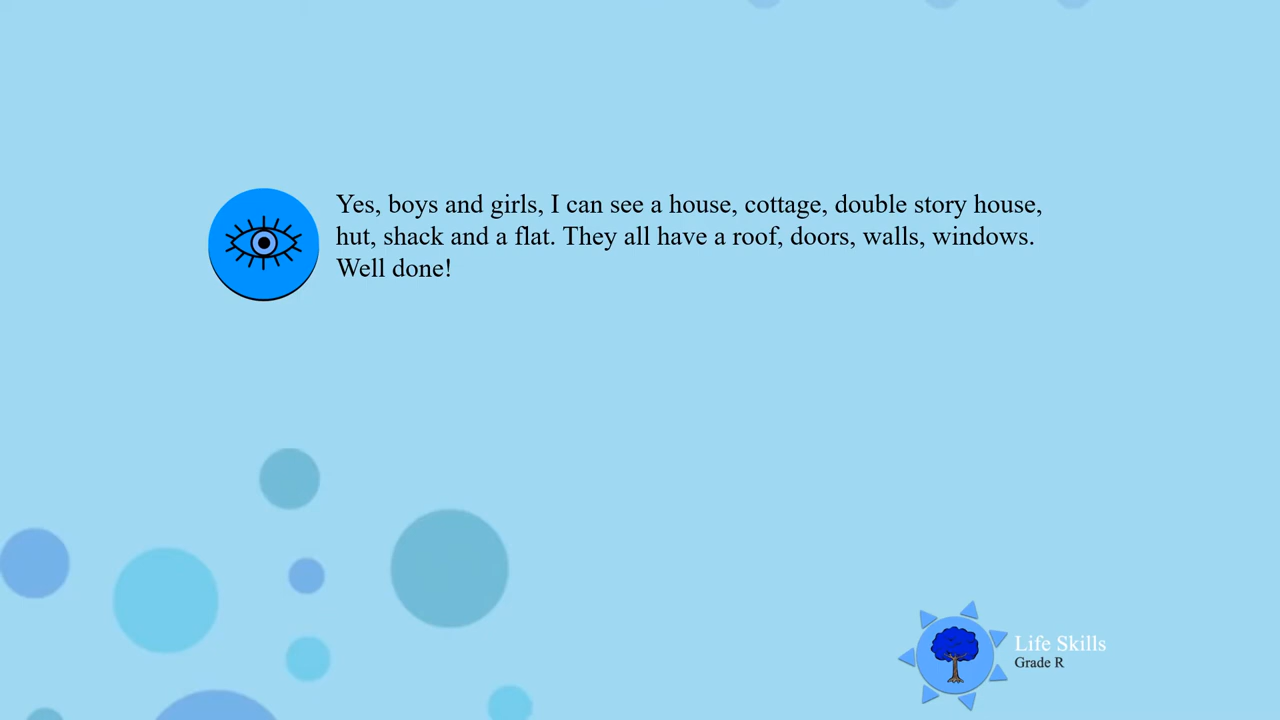 Yes, boys and girls, I can see a house, cottage, double story house,
hut, shack and a flat. They all have a roof, doors, walls, windows.
Well done!
Life Skills
Grade R